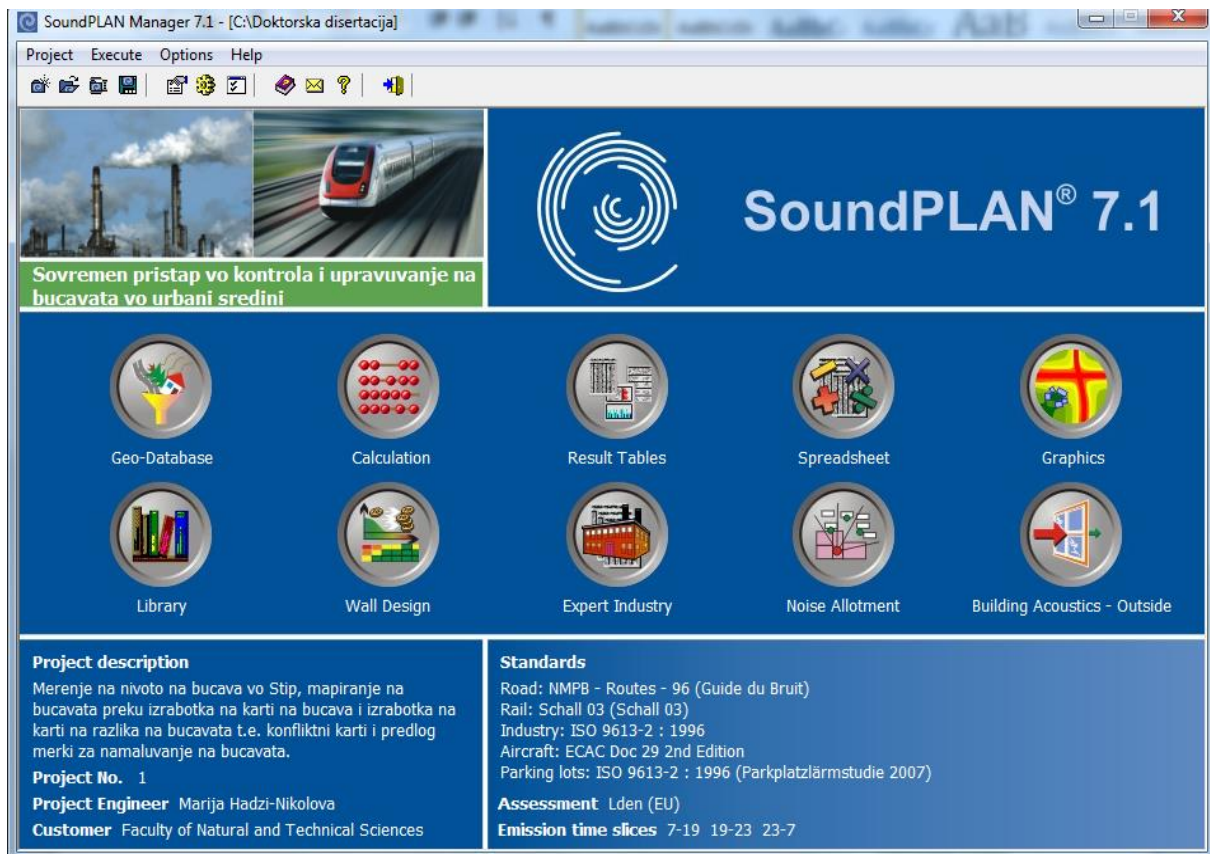 SoundPLAN Manager 7.1 - [C:\Doktorska disertacija]
Project Execute Options Help
Sovremen pristap vo kontrola i upravuvanje na
bucavata vo urbani sredini
SoundPLAN® 7.1
Geo-Database
Calculation
Result Tables
Spreadsheet
Graphics
Library
Wall Design
Expert Industry
Noise Allotment
Building Acoustics - Outside
Project description
Merenje na nivoto na bucava vo Stip, mapiranje na
bucavata preku izrabotka na karti na bucava i izrabotka na
karti na razlika na bucavata t.e. konfliktni karti i predlog
merki za namaluvanje na bucavata.
Project No. 1
Project Engineer Marija Hadzi-Nikolova
Customer Faculty of Natural and Technical Sciences
Standards
Road: NMPB - Routes - 96 (Guide du Bruit)
Rail: Schall 03 (Schall 03)
Industry: ISO 9613-2 : 1996
Aircraft: ECAC Doc 29 2nd Edition
Parking lots: ISO 9613-2 : 1996 (Parkplatzlärmstudie 2007)
Assessment Lden (EU)
Emission time slices 7-19 19-23 23-7